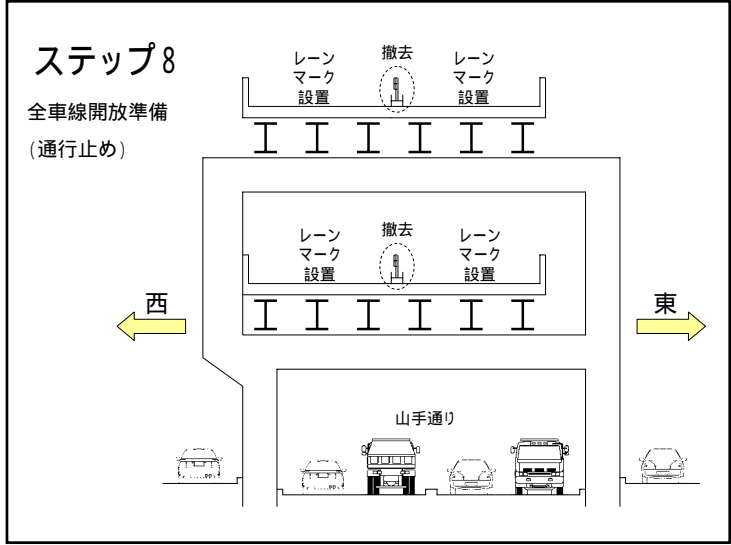 ステップ8
全車線開放準備
(通行止め)
レーン
マーク
設置
撤去
レーン
マーク
設置
レーン
マーク
設置
撤去
レーン
マーク
設置
西
東
山手通り